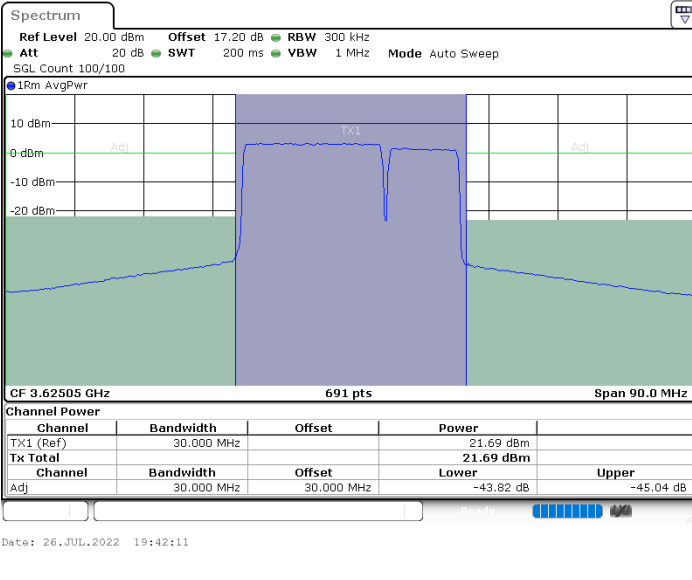 Spectrum
Ref Level 20.00 dBm Offset 17.20 dB RBW 300 kHz
Att 20 dB SWT 200 ms VBW 1 MHz Mode Auto Sweep
SGL Count 100/100
1Rm AvgPwr
10 dBm
TX1
Adj Adj
0 dBm
-10 dBm
-20 dBm
CF 3.62505 GHz 691 pts Span 90.0 MHz
Channel Power
Channel Bandwidth Offset Power
TX1 (Ref) 30.000 MHz 21.69 dBm
Tx Total 21.69 dBm
Channel Bandwidth Offset Lower Upper
Adj 30.000 MHz 30.000 MHz -43.82 dB -45.04 dB
Ready
Date: 26.JUL.2022 19:42:11